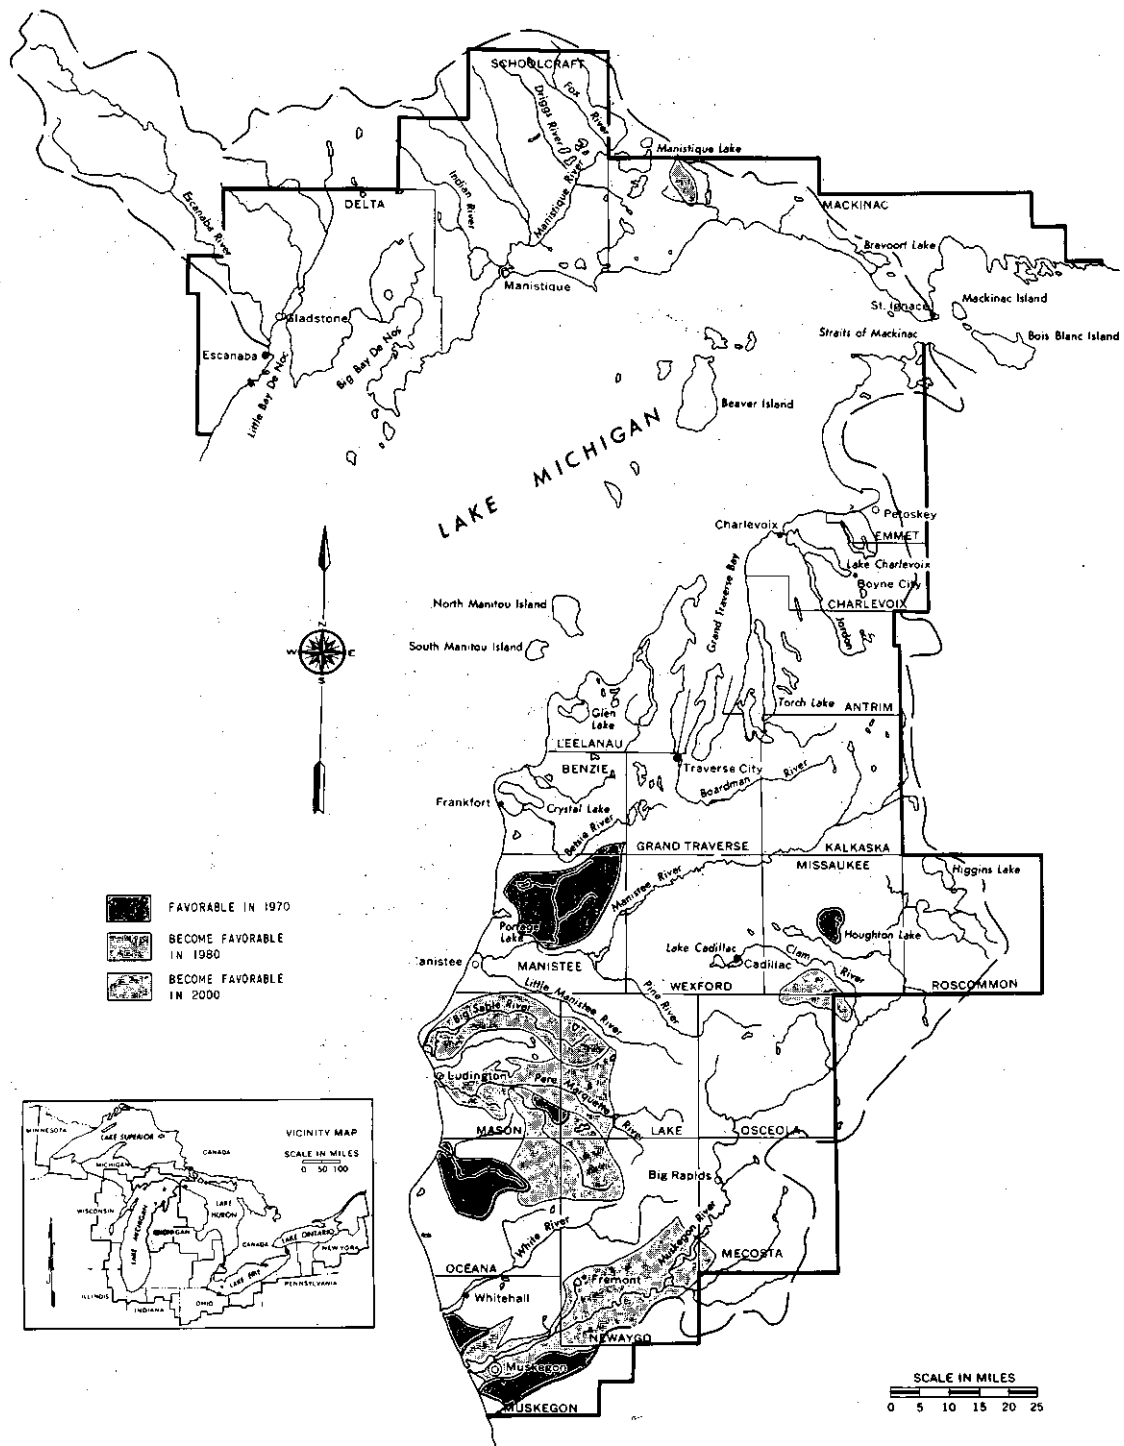 SCHOOLCRAFT
Fox
River
Driggs River
Manistique Lake
Indian
River
Manistique River
DELTA
MACKINAC
Escanaba River
Brevoort Lake
Manistique
St. Ignace
Mackinac Island
Gladstone
Straits of Mackinac
Bois Blanc Island
Escanaba
Little Bay De Noc
Big Bay De Noc
Beaver Island
LAKE MICHIGAN
Petoskey
Charlevoix
EMMET
Lake Charlevoix
Boyne City
CHARLEVOIX
Jordon
Grand Traverse Bay
North Manitou Island
South Manitou Island
N
W
E
S
Torch Lake
ANTRIM
Glen
Lake
LEELANAU
BENZIE
Traverse City
Boardman
River
Frankfort
Crystal Lake
Betsie River
GRAND TRAVERSE
KALKASKA
MISSAUKEE
Higgins Lake
Manistee River
Portage
Lake
Houghton Lake
Lake Cadillac
Cadillac
Clam
River
anistee
MANISTEE
WEXFORD
ROSCOMMON
Little Manistee
River
Pine River
Big Sable River
Ludington
Pere Marquette
River
MASON
LAKE
OSCEOLA
Big Rapids
White River
Muskegon River
MECOSTA
OCEANA
Fremont
Whitehall
NEWAYGO
Muskegon
MUSKEGON
FAVORABLE IN 1970
BECOME FAVORABLE
IN 1980
BECOME FAVORABLE
IN 2000
VICINITY MAP
SCALE IN MILES
0 50 100
MINNESOTA
LAKE SUPERIOR
CANADA
MICHIGAN
WISCONSIN
LAKE MICHIGAN
MICHIGAN
LAKE
HURON
CANADA
LAKE ONTARIO
NEW YORK
LAKE ERIE
PENNSYLVANIA
ILLINOIS
INDIANA
OHIO
SCALE IN MILES
0 5 10 15 20 25